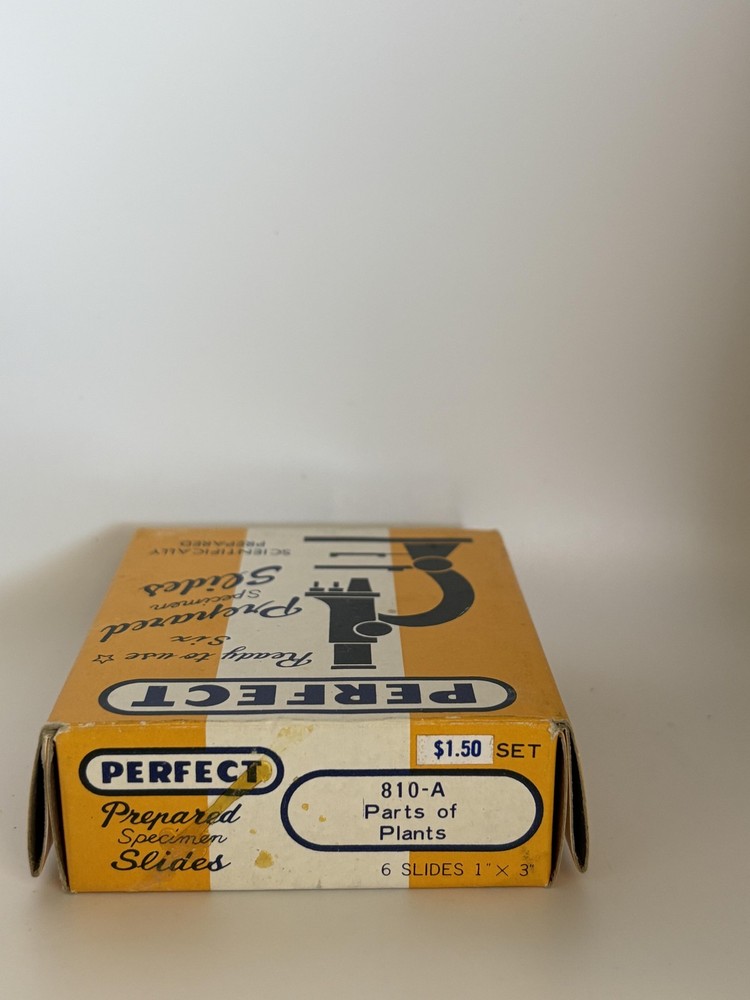 SCIENTIFICALLY
PREPARED
Ready to use ☆
Six
Prepared
Specimen
Slides
PERFECT
PERFECT
Prepared
Specimen
Slides
$1.50 SET
810-A
Parts of
Plants
6 SLIDES 1" X 3"